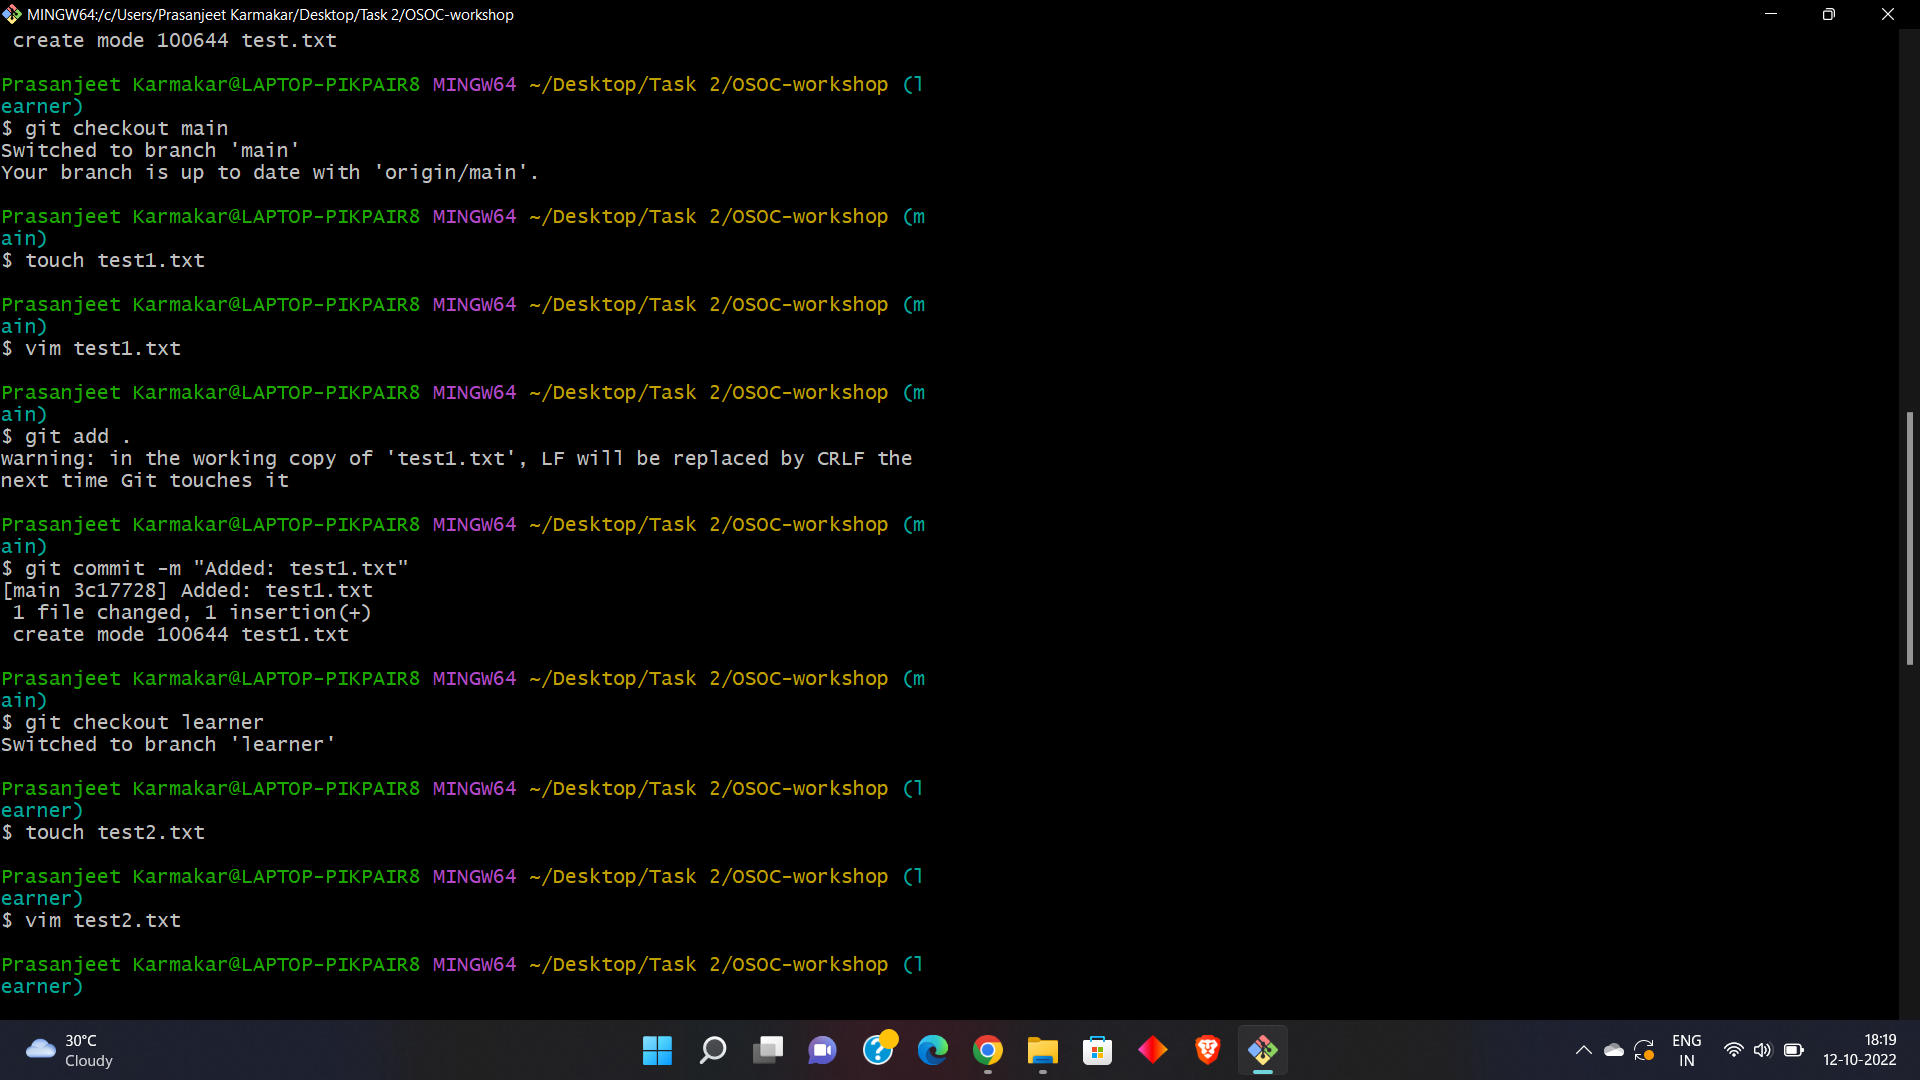 MINGW64:/c/Users/Prasanjeet Karmakar/Desktop/Task 2/OSOC-workshop
 create mode 100644 test.txt
Prasanjeet Karmakar@LAPTOP-PIKPAIR8 MINGW64 ~/Desktop/Task 2/OSOC-workshop (l
earner)
$ git checkout main
Switched to branch 'main'
Your branch is up to date with 'origin/main'.
Prasanjeet Karmakar@LAPTOP-PIKPAIR8 MINGW64 ~/Desktop/Task 2/OSOC-workshop (m
ain)
$ touch test1.txt
Prasanjeet Karmakar@LAPTOP-PIKPAIR8 MINGW64 ~/Desktop/Task 2/OSOC-workshop (m
ain)
$ vim test1.txt
Prasanjeet Karmakar@LAPTOP-PIKPAIR8 MINGW64 ~/Desktop/Task 2/OSOC-workshop (m
ain)
$ git add .
warning: in the working copy of 'test1.txt', LF will be replaced by CRLF the
next time Git touches it
Prasanjeet Karmakar@LAPTOP-PIKPAIR8 MINGW64 ~/Desktop/Task 2/OSOC-workshop (m
ain)
$ git commit -m "Added: test1.txt"
[main 3c17728] Added: test1.txt
 1 file changed, 1 insertion(+)
 create mode 100644 test1.txt
Prasanjeet Karmakar@LAPTOP-PIKPAIR8 MINGW64 ~/Desktop/Task 2/OSOC-workshop (m
ain)
$ git checkout learner
Switched to branch 'learner'
Prasanjeet Karmakar@LAPTOP-PIKPAIR8 MINGW64 ~/Desktop/Task 2/OSOC-workshop (l
earner)
$ touch test2.txt
Prasanjeet Karmakar@LAPTOP-PIKPAIR8 MINGW64 ~/Desktop/Task 2/OSOC-workshop (l
earner)
$ vim test2.txt
Prasanjeet Karmakar@LAPTOP-PIKPAIR8 MINGW64 ~/Desktop/Task 2/OSOC-workshop (l
earner)
30°C
Cloudy
ENG
IN
18:19
12-10-2022